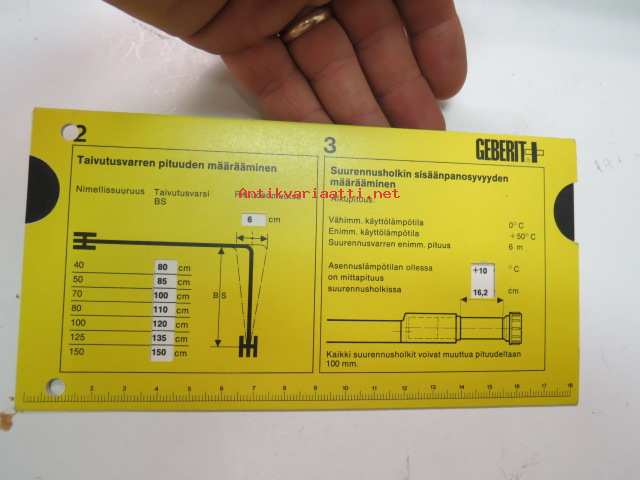 2
Taivutusvarren pituuden määrääminen
Nimellissuuruus Taivutusvarsi
BS
6 cm
40 80 cm
50 85 cm
70 100 cm
80 110 cm
100 120 cm
125 135 cm
150 150 cm
BS
3
GEBERIT
Suurennusholkin sisäänpanosyvyyden
määrääminen
Vähimm. käyttölämpötila 0° C
Enimm. käyttölämpötila +50° C
Suurennusvarren enimm. pituus 6 m
Asennuslämpötilan ollessa +10 °C
on mittapituus
suurennusholkissa 16,2 cm
Kaikki suurennusholkit voivat muuttua pituudeltaan
100 mm.
Antikvariaatti.net
1 2 3 4 5 6 7 8 9 10 11 12 13 14 15 16 17 18